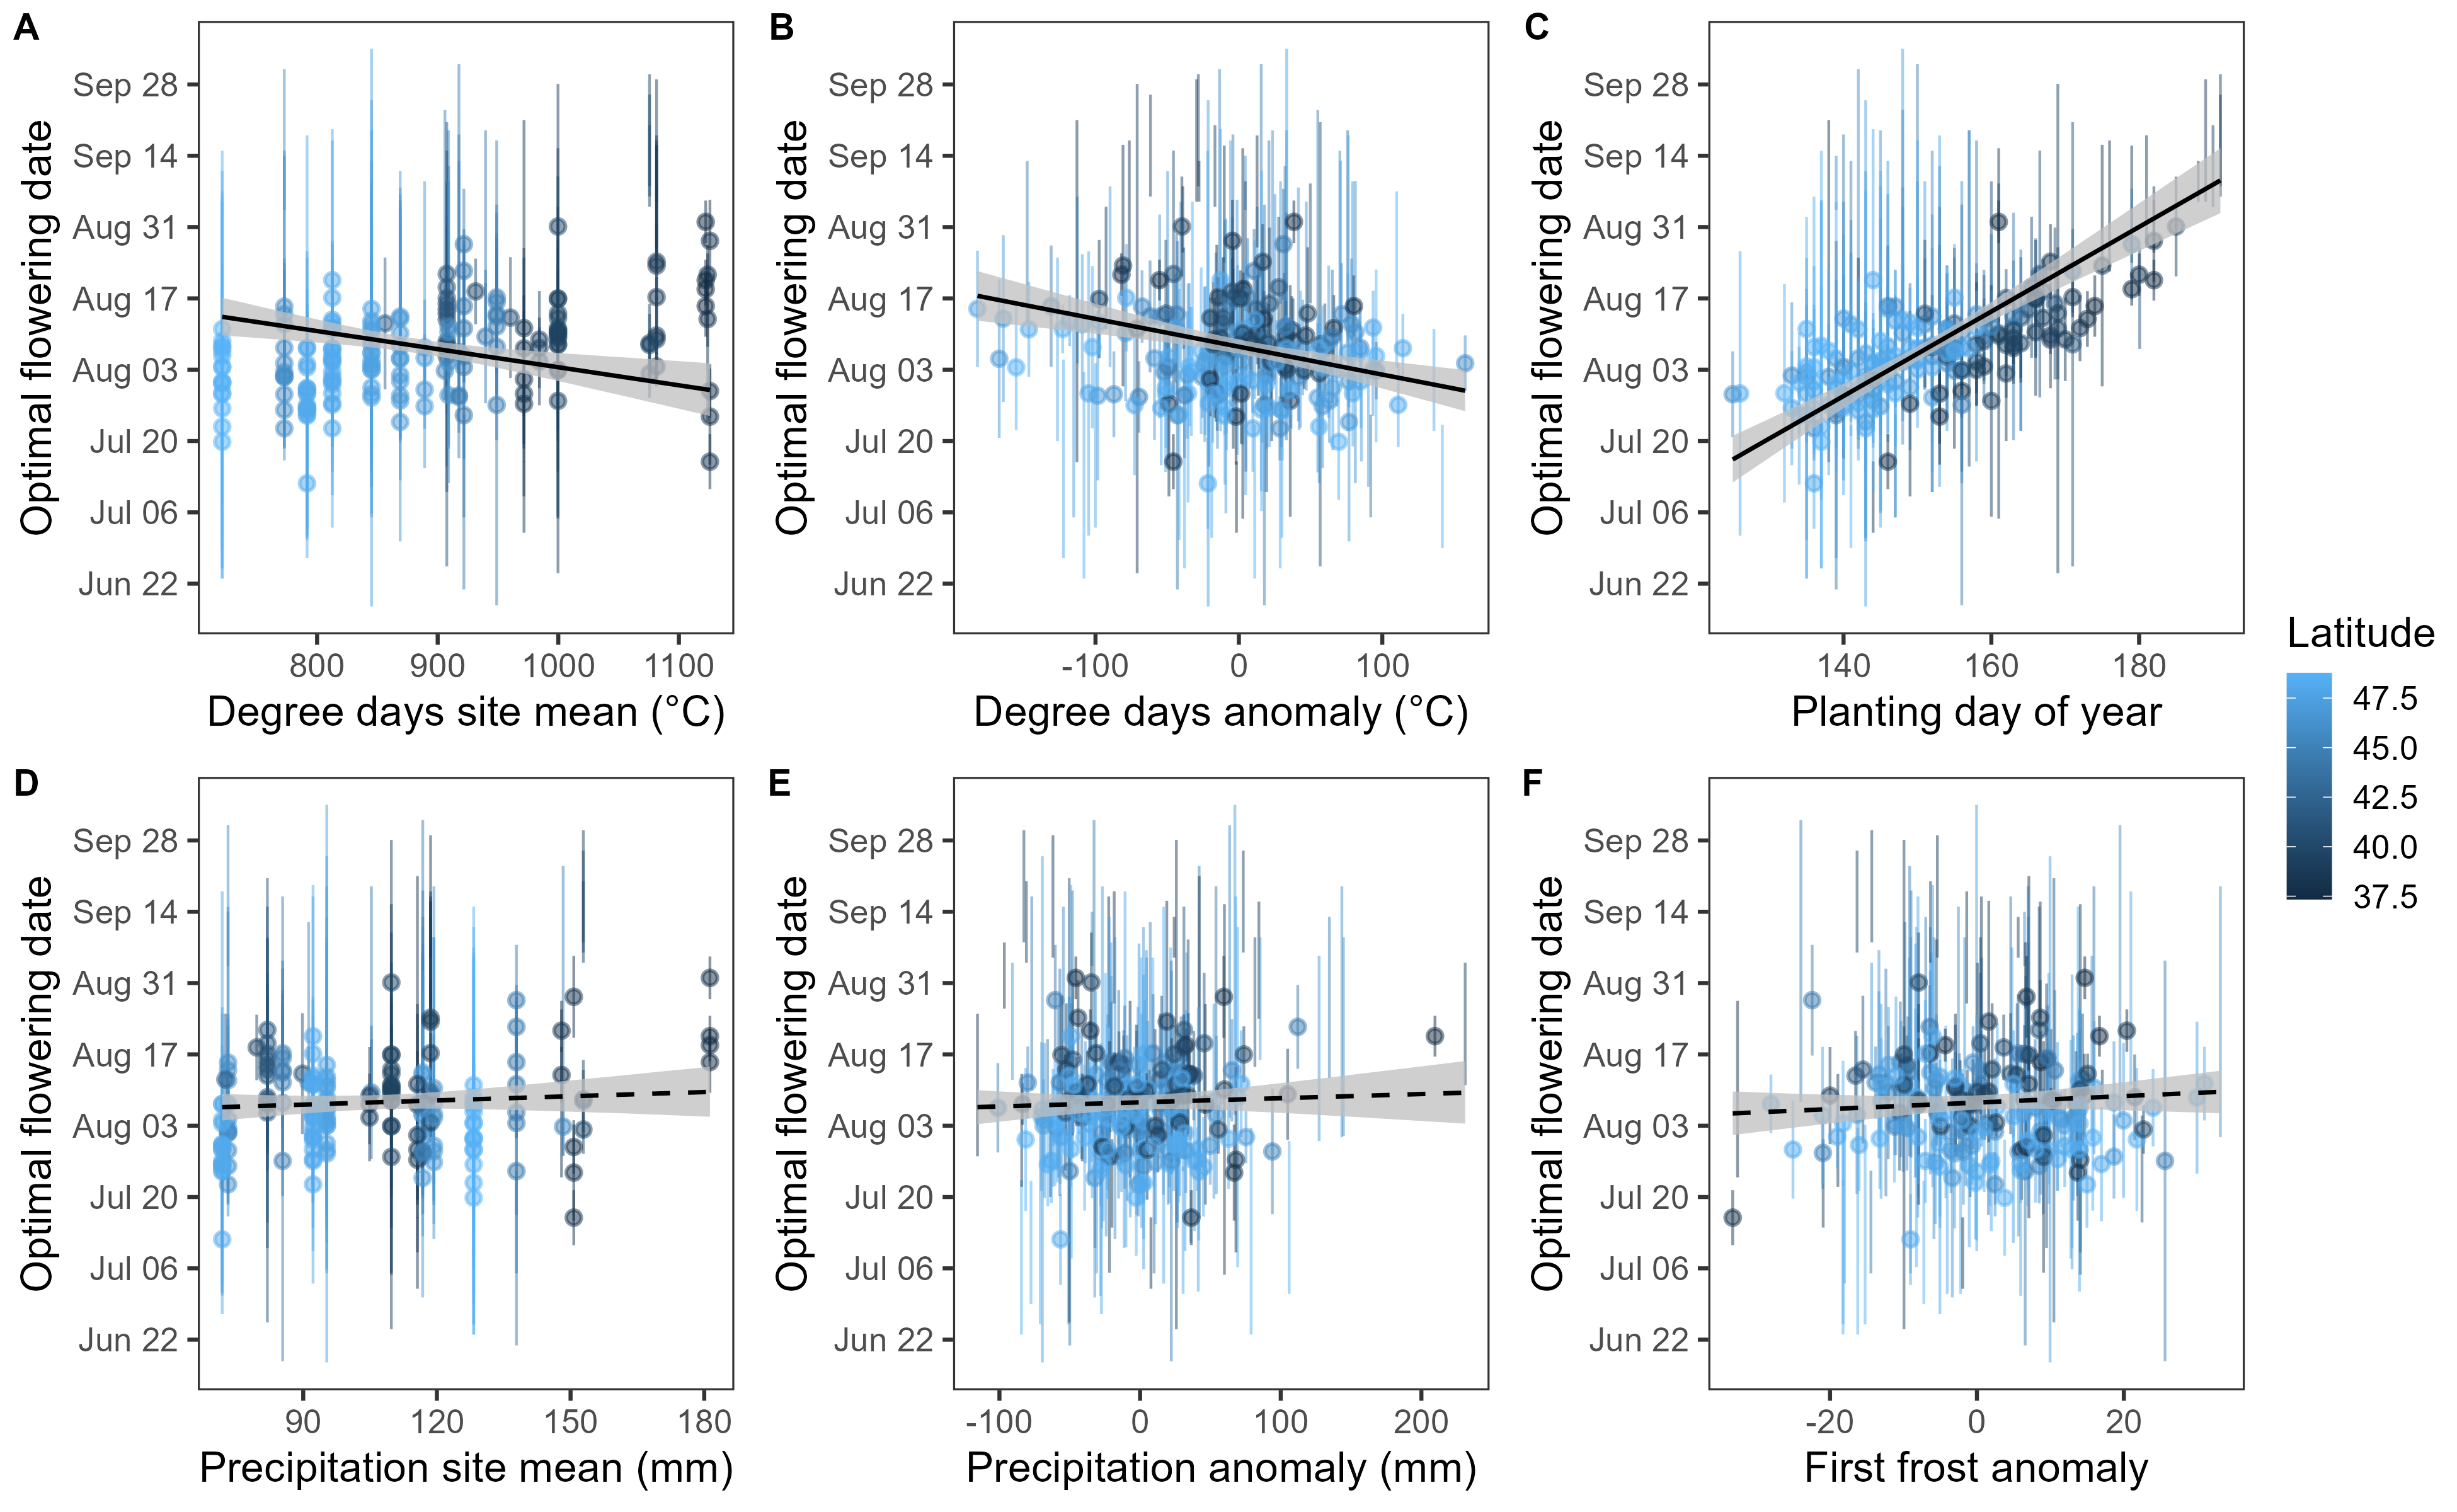 A
Optimal flowering date
Sep 28
Sep 14
Aug 31
Aug 17
Aug 03
Jul 20
Jul 06
Jun 22
800 900 1000 1100
Degree days site mean (°C)
B
Optimal flowering date
Sep 28
Sep 14
Aug 31
Aug 17
Aug 03
Jul 20
Jul 06
Jun 22
-100 0 100
Degree days anomaly (°C)
C
Optimal flowering date
Sep 28
Sep 14
Aug 31
Aug 17
Aug 03
Jul 20
Jul 06
Jun 22
140 160 180
Planting day of year
D
Optimal flowering date
Sep 28
Sep 14
Aug 31
Aug 17
Aug 03
Jul 20
Jul 06
Jun 22
90 120 150 180
Precipitation site mean (mm)
E
Optimal flowering date
Sep 28
Sep 14
Aug 31
Aug 17
Aug 03
Jul 20
Jul 06
Jun 22
-100 0 100 200
Precipitation anomaly (mm)
F
Optimal flowering date
Sep 28
Sep 14
Aug 31
Aug 17
Aug 03
Jul 20
Jul 06
Jun 22
-20 0 20
First frost anomaly
Latitude
47.5
45.0
42.5
40.0
37.5